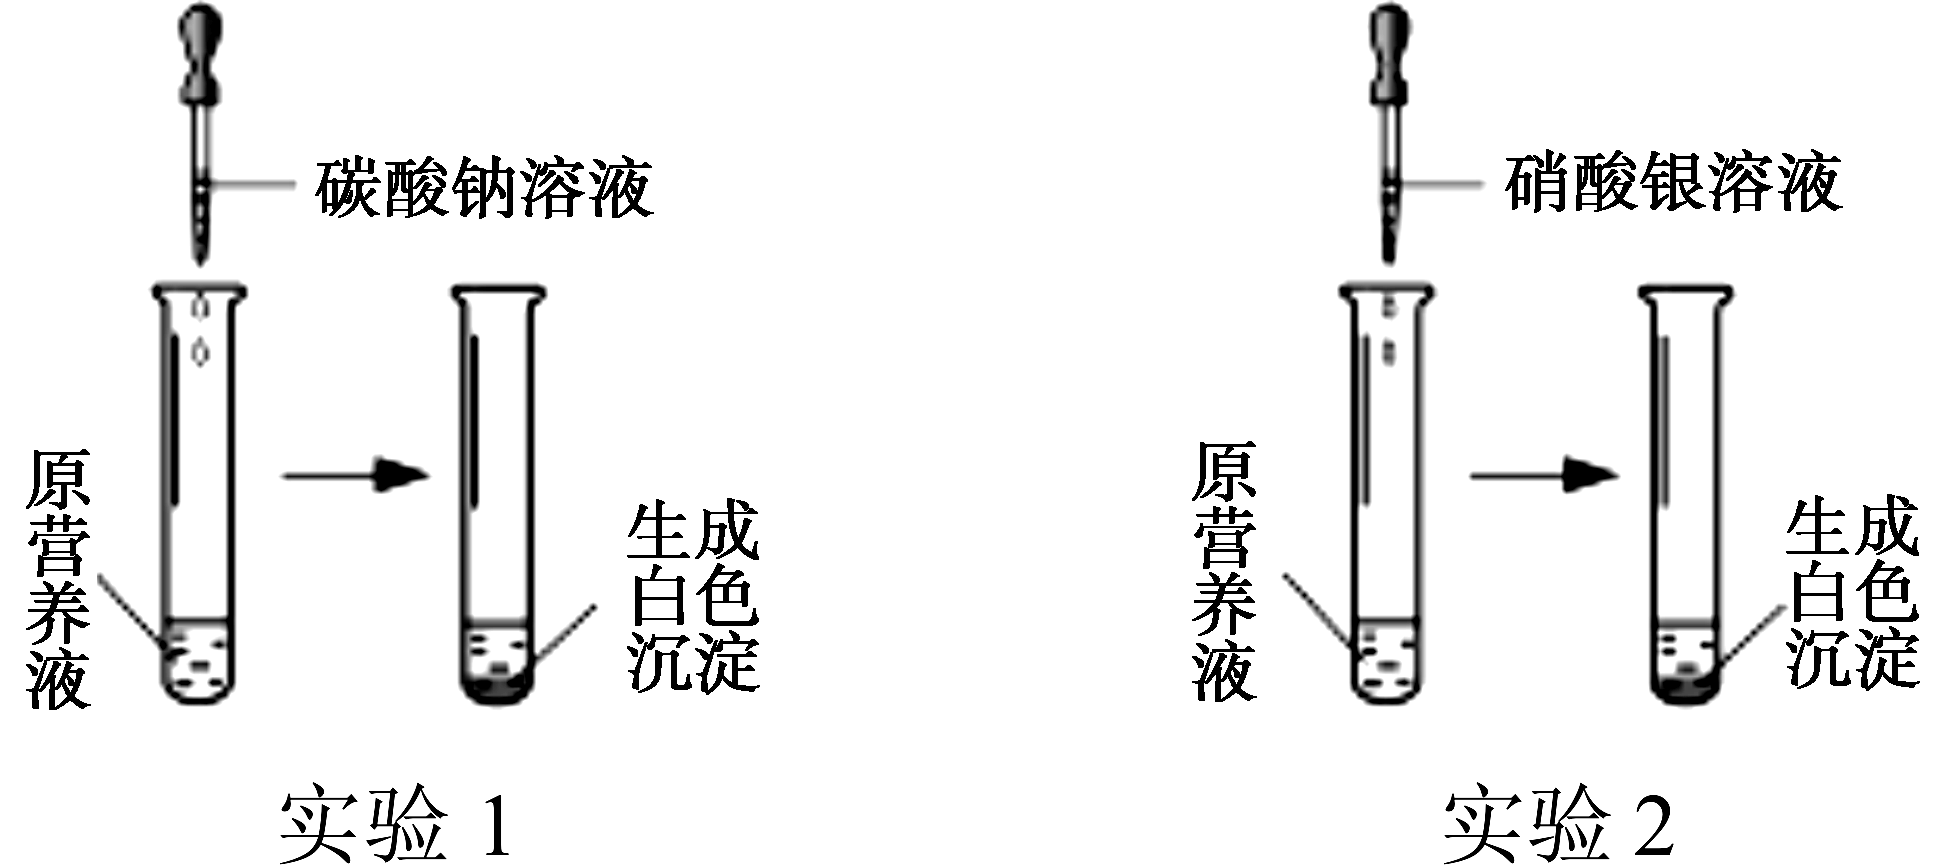 碳酸钠溶液
原营养液
生成
白色
沉淀
实验 1
硝酸银溶液
原营养液
生成
白色
沉淀
实验 2